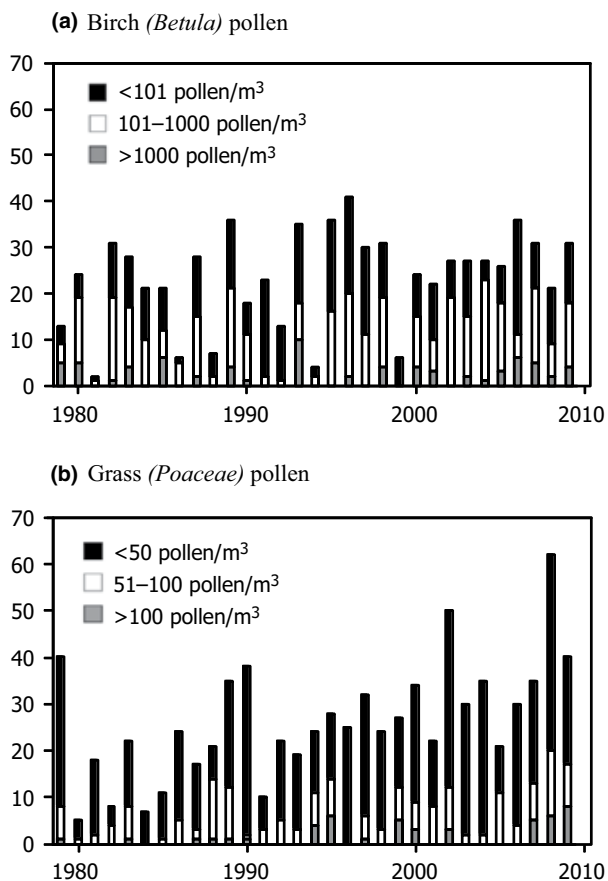 (a) Birch (Betula) pollen
70
60
50
40
30
20
10
0
<101 pollen/m³
101–1000 pollen/m³
>1000 pollen/m³
1980 1990 2000 2010
(b) Grass (Poaceae) pollen
70
60
50
40
30
20
10
0
<50 pollen/m³
51–100 pollen/m³
>100 pollen/m³
1980 1990 2000 2010